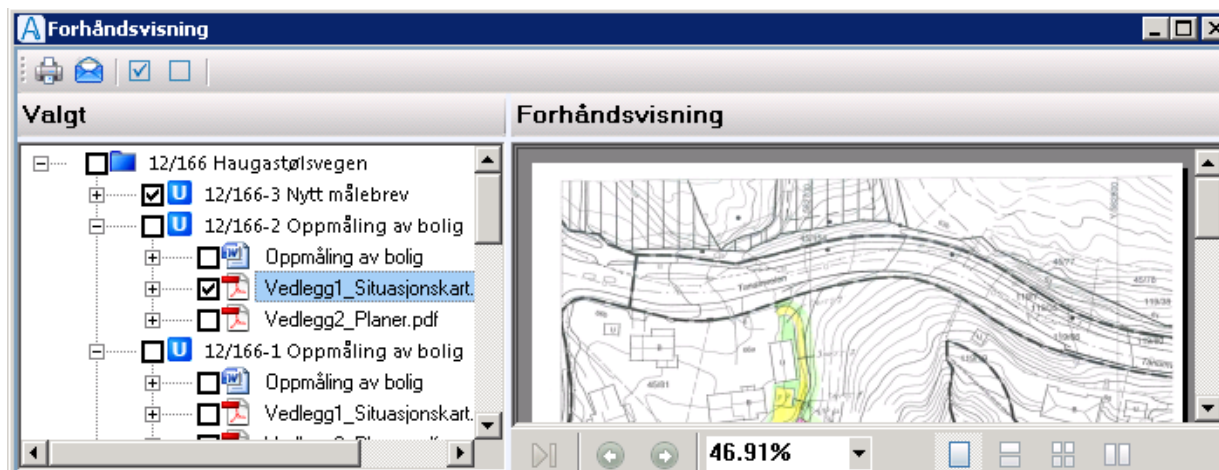 Forhåndsvisning
Valgt
Forhåndsvisning
12/166 Haugastølsvegen
12/166-3 Nytt målebrev
12/166-2 Oppmåling av bolig
Oppmåling av bolig
Vedlegg1_Situasjonskart.
Vedlegg2_Planer.pdf
12/166-1 Oppmåling av bolig
Oppmåling av bolig
Vedlegg1_Situasjonskart.
46.91%